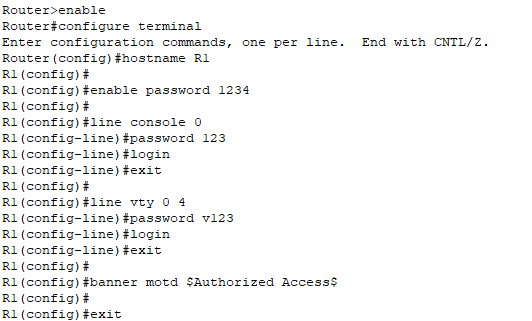 Router>enable
Router#configure terminal
Enter configuration commands, one per line.  End with CNTL/Z.
Router(config)#hostname R1
R1(config)#
R1(config)#enable password 1234
R1(config)#
R1(config)#line console 0
R1(config-line)#password 123
R1(config-line)#login
R1(config-line)#exit
R1(config)#
R1(config)#line vty 0 4
R1(config-line)#password v123
R1(config-line)#login
R1(config-line)#exit
R1(config)#
R1(config)#banner motd $Authorized Access$
R1(config)#
R1(config)#exit